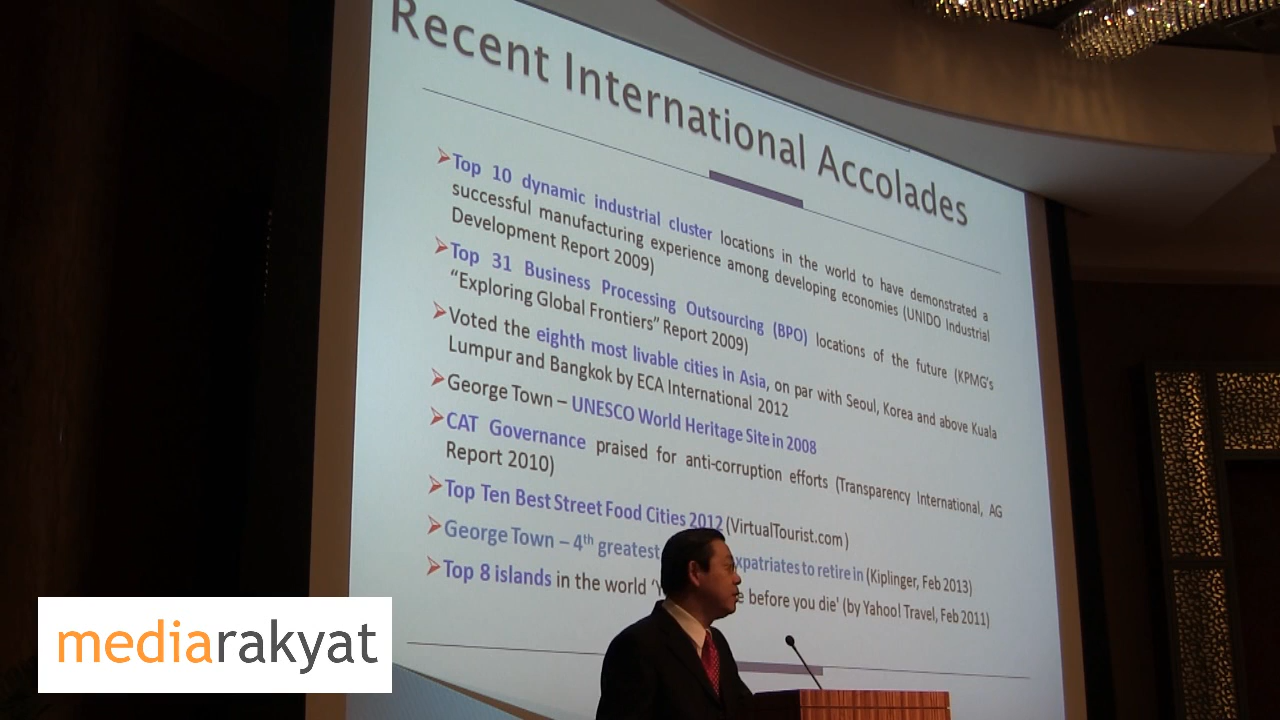 Recent International Accolades
Top 10 dynamic industrial cluster locations in the world to have demonstrated a
successful manufacturing experience among developing economies (UNIDO Industrial
Development Report 2009)
Top 31 Business Processing Outsourcing (BPO) locations of the future (KPMG's
"Exploring Global Frontiers" Report 2009)
Voted the eighth most livable cities in Asia, on par with Seoul, Korea and above Kuala
Lumpur and Bangkok by ECA International 2012
George Town – UNESCO World Heritage Site in 2008
CAT Governance praised for anti-corruption efforts (Transparency International, AG
Report 2010)
Top Ten Best Street Food Cities 2012 (VirtualTourist.com)
George Town – 4th greatest xpatriates to retire in (Kiplinger, Feb 2013)
Top 8 islands in the world before you die' (by Yahoo! Travel, Feb 2011)
mediarakyat